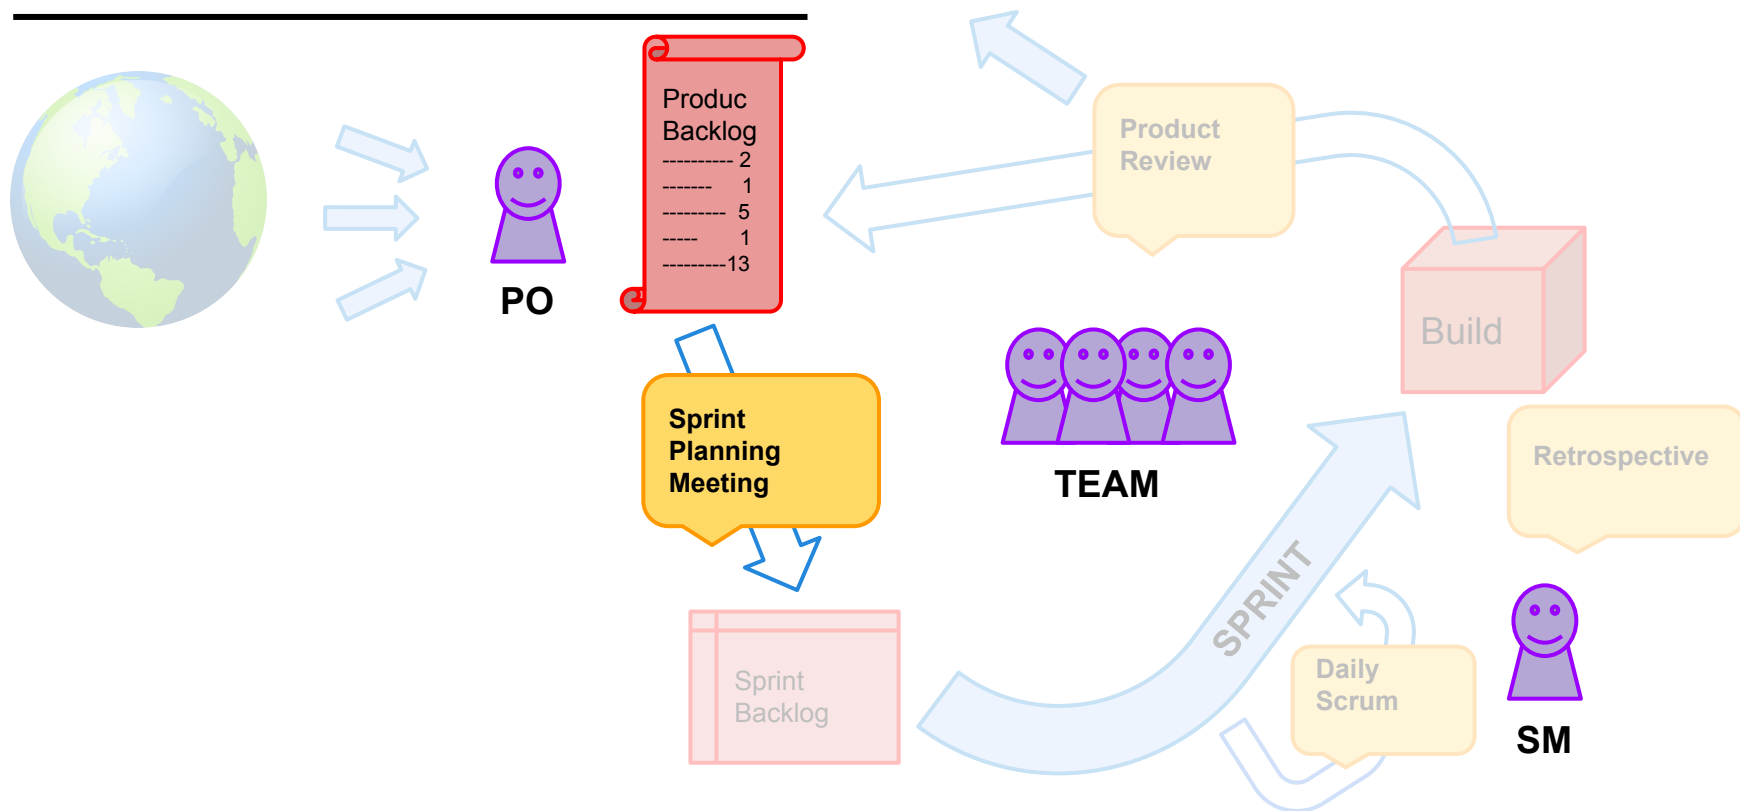 Produc
Backlog
---------- 2
------- 1
--------- 5
----- 1
---------13
PO
Product
Review
Build
Sprint
Planning
Meeting
TEAM
Retrospective
SPRINT
Sprint
Backlog
Daily
Scrum
SM